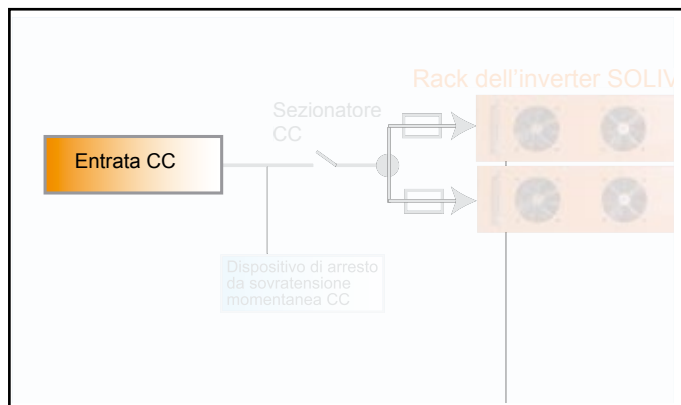 Rack dell'inverter SOLIV
Sezionatore
CC
Entrata CC
Dispositivo di arresto
da sovratensione
momentanea CC